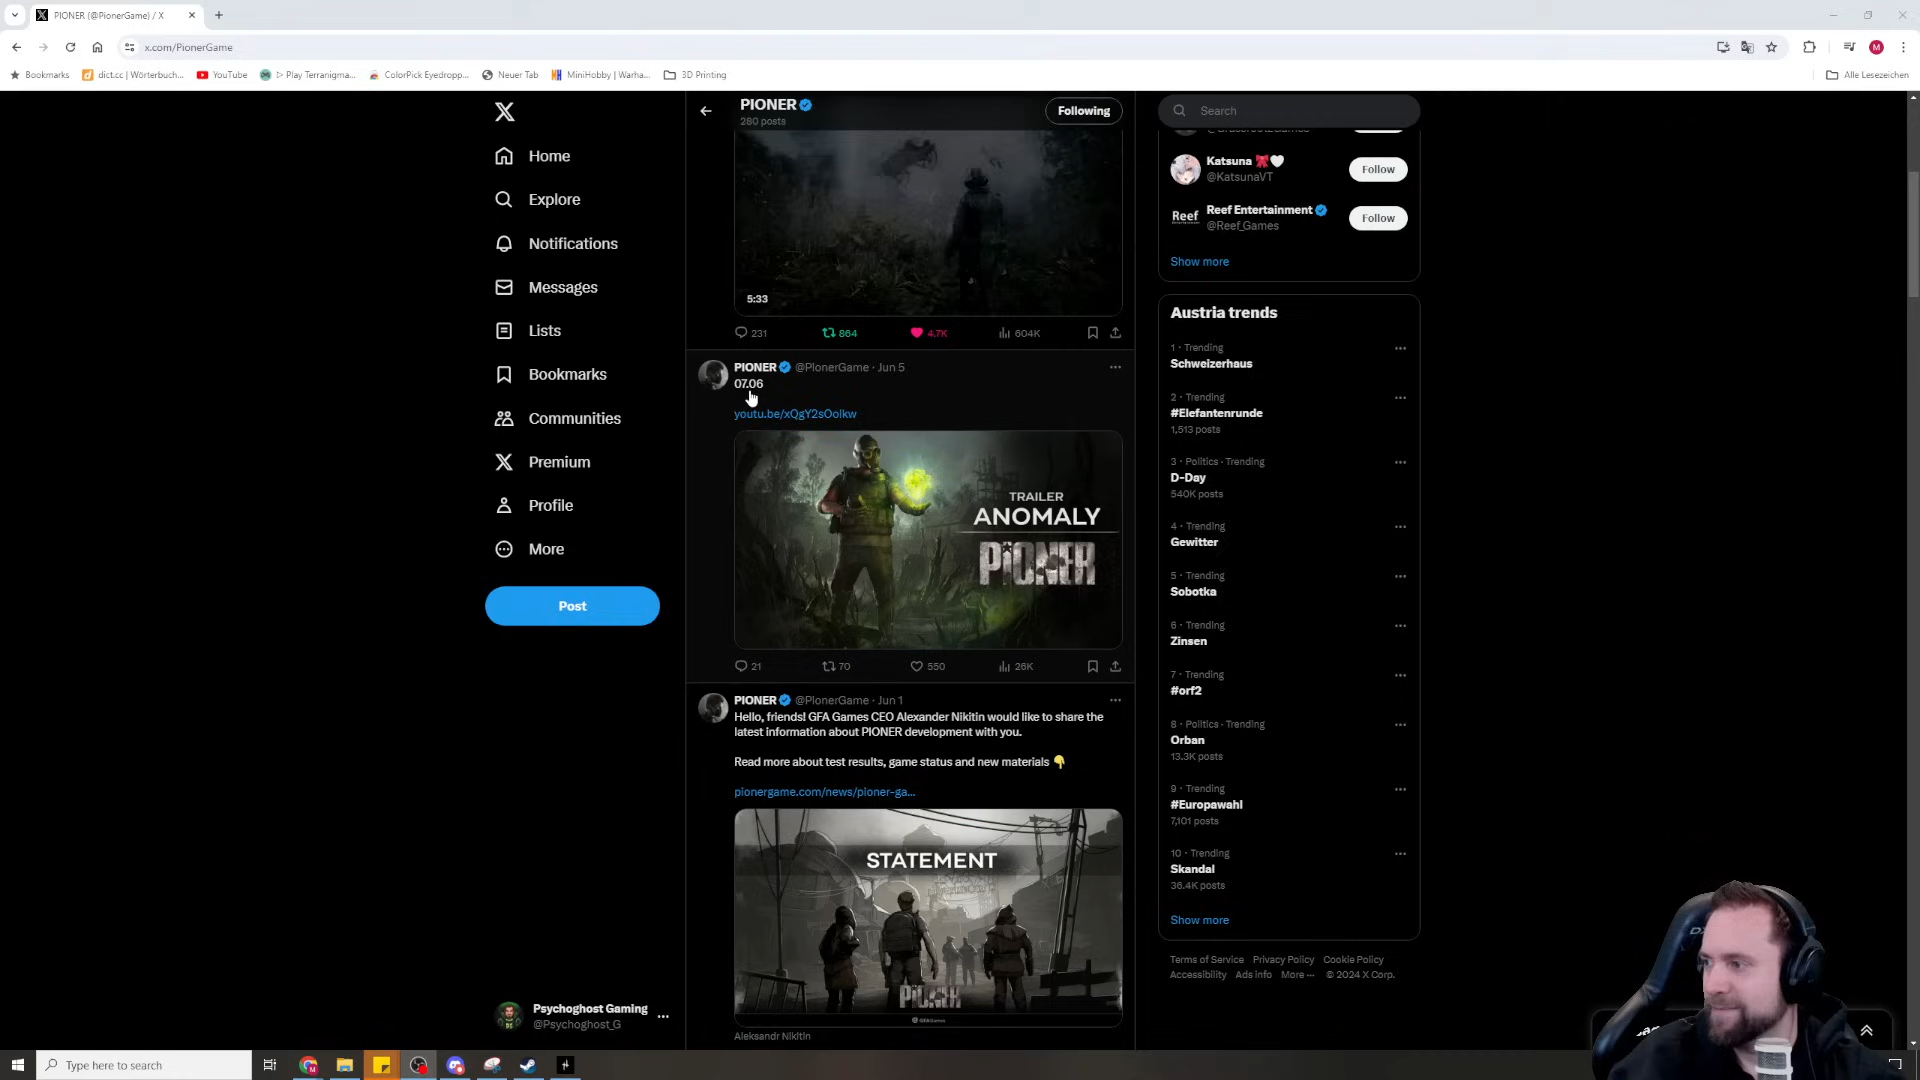 PIONER (@PionerGame) / X
x.com/PionerGame
Bookmarks
dict.cc | Wörterbuch...
YouTube
Play Terranigma...
ColorPick Eyedropp...
Neuer Tab
MiniHobby | Warha...
3D Printing
Alle Lesezeichen
Home
Explore
Notifications
Messages
Lists
Bookmarks
Communities
Premium
Profile
More
Post
Psychoghost Gaming
@Psychoghost_G
PIONER
280 posts
Following
5:33
231 864 4.7K 604K
PIONER @PionerGame · Jun 5
07.06
youtu.be/xQgY2sOolkw
TRAILER
ANOMALY
PIONER
21 70 550 26K
PIONER @PionerGame · Jun 1
Hello, friends! GFA Games CEO Alexander Nikitin would like to share the
latest information about PIONER development with you.
Read more about test results, game status and new materials
pionergame.com/news/pioner-ga...
STATEMENT
PIONER
GFAGames
Aleksandr Nikitin
Search
Katsuna
@KatsunaVT
Follow
Reef
Reef Entertainment
@Reef_Games
Follow
Show more
Austria trends
1 · Trending
Schweizerhaus
2 · Trending
#Elefantenrunde
1,513 posts
3 · Politics · Trending
D-Day
540K posts
4 · Trending
Gewitter
5 · Trending
Sobotka
6 · Trending
Zinsen
7 · Trending
#orf2
8 · Politics · Trending
Orban
13.3K posts
9 · Trending
#Europawahl
7,101 posts
10 · Trending
Skandal
36.4K posts
Show more
Terms of Service Privacy Policy Cookie Policy
Accessibility Ads info More ··· © 2024 X Corp.
Type here to search